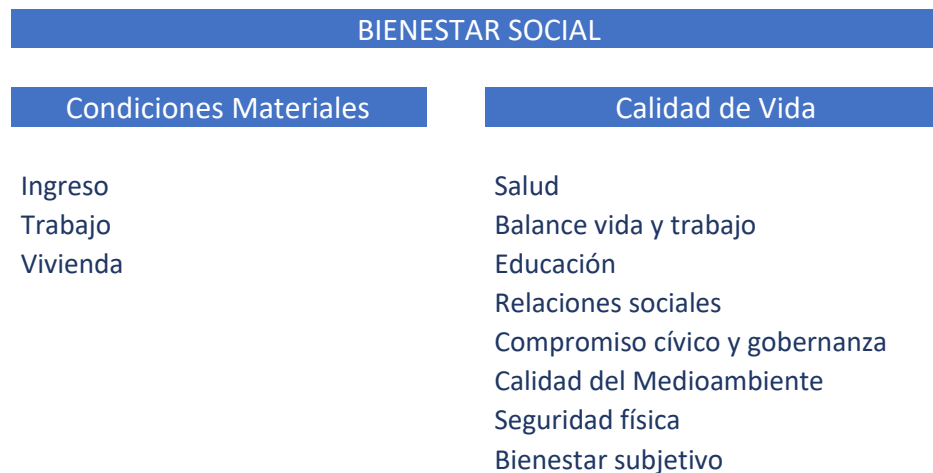 BIENESTAR SOCIAL
Condiciones Materiales
Ingreso
Trabajo
Vivienda
Calidad de Vida
Salud
Balance vida y trabajo
Educación
Relaciones sociales
Compromiso cívico y gobernanza
Calidad del Medioambiente
Seguridad física
Bienestar subjetivo